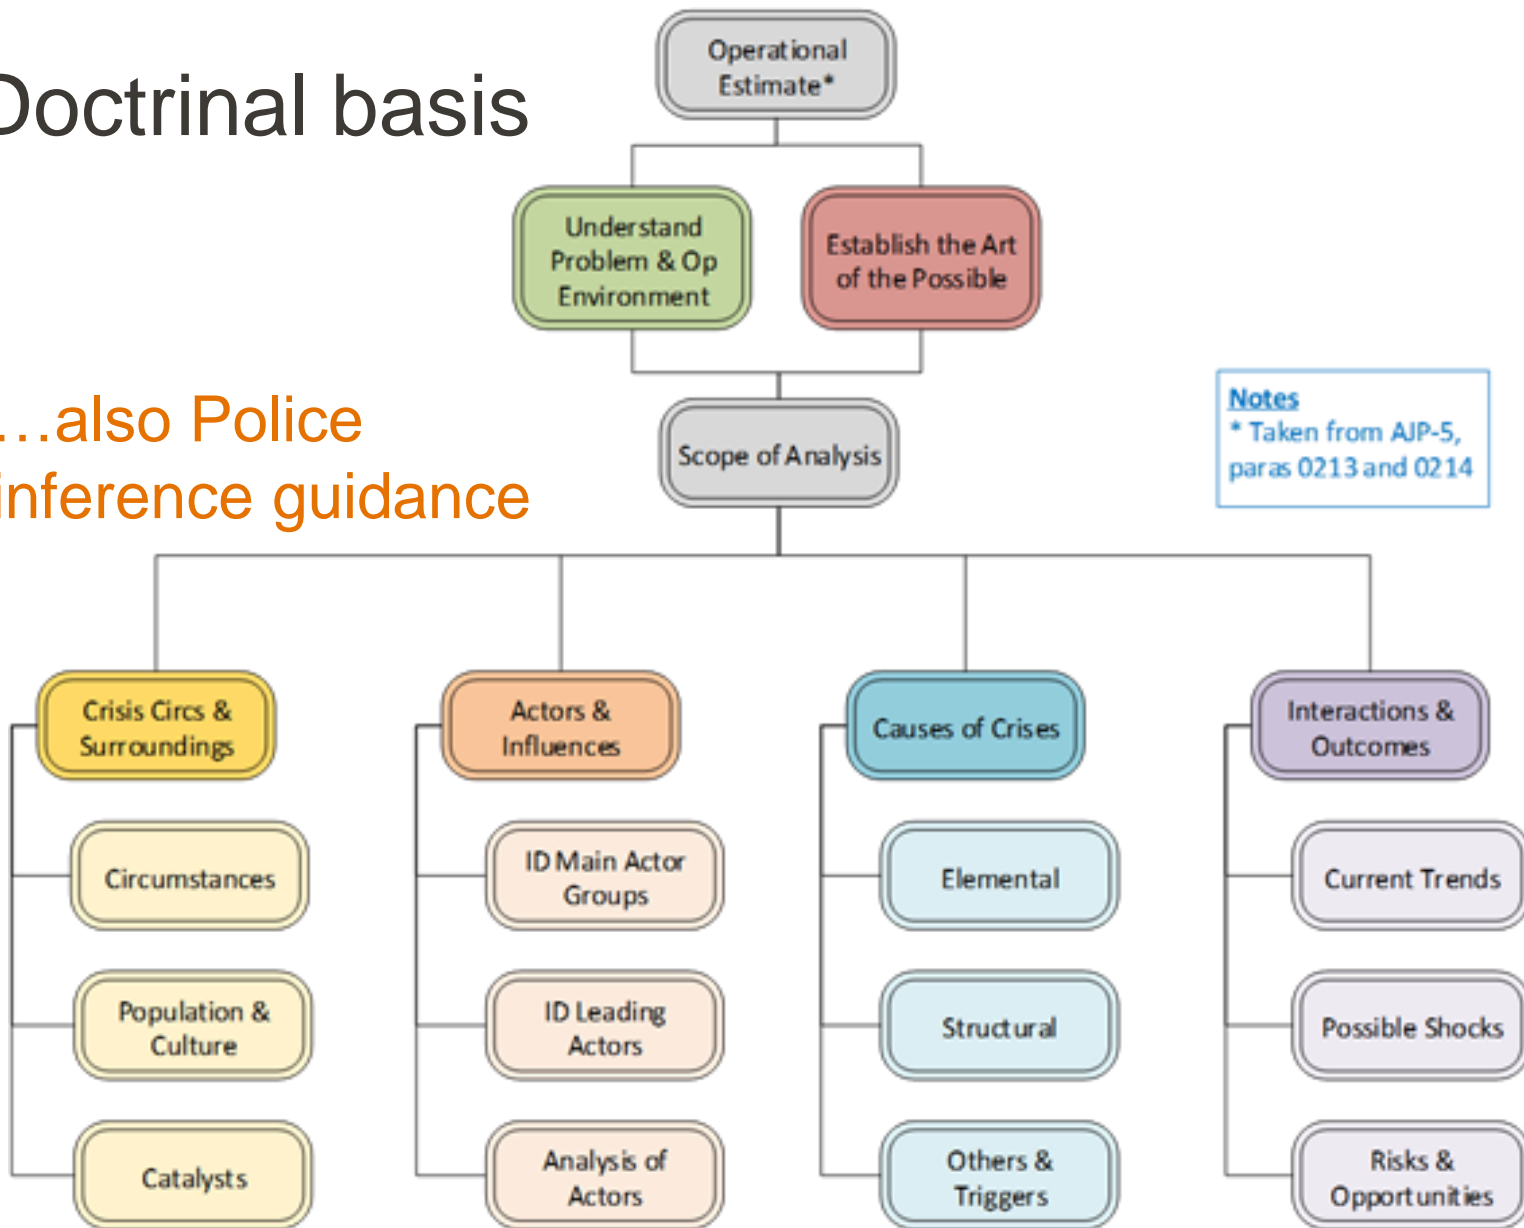 Doctrinal basis
…also Police
inference guidance
Operational
Estimate*
Understand
Problem & Op
Environment
Establish the Art
of the Possible
Scope of Analysis
Notes
* Taken from AJP-5,
paras 0213 and 0214
Crisis Circs &
Surroundings
Circumstances
Population &
Culture
Catalysts
Actors &
Influences
ID Main Actor
Groups
ID Leading
Actors
Analysis of
Actors
Causes of Crises
Elemental
Structural
Others &
Triggers
Interactions &
Outcomes
Current Trends
Possible Shocks
Risks &
Opportunities